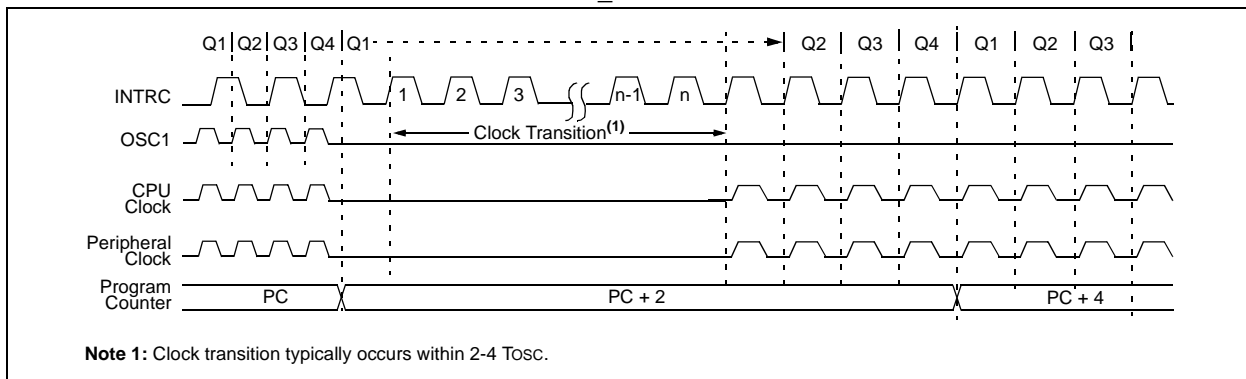 Q1 Q2 Q3 Q4 Q1 Q2 Q3 Q4 Q1 Q2 Q3
INTRC 1 2 3 n-1 n
OSC1 Clock Transition(1)
CPU
Clock
Peripheral
Clock
Program
Counter
PC PC + 2 PC + 4
Note 1: Clock transition typically occurs within 2-4 TOSC.